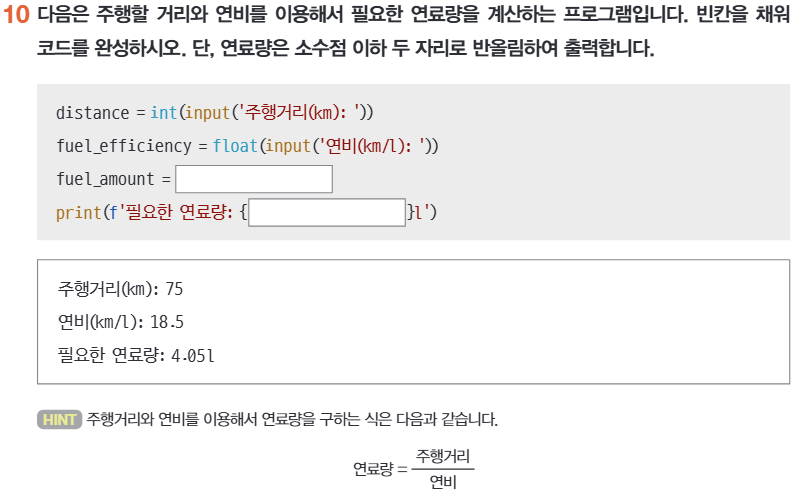 10 다음은 주행할 거리와 연비를 이용해서 필요한 연료량을 계산하는 프로그램입니다. 빈칸을 채워
코드를 완성하시오. 단, 연료량은 소수점 이하 두 자리로 반올림하여 출력합니다.
distance = int(input('주행거리(km): '))
fuel_efficiency = float(input('연비(km/l): '))
fuel_amount =
print(f'필요한 연료량: {                    }l')
주행거리(km): 75
연비(km/l): 18.5
필요한 연료량: 4.05l
HINT 주행거리와 연비를 이용해서 연료량을 구하는 식은 다음과 같습니다.
주행거리
연료량 =
연비